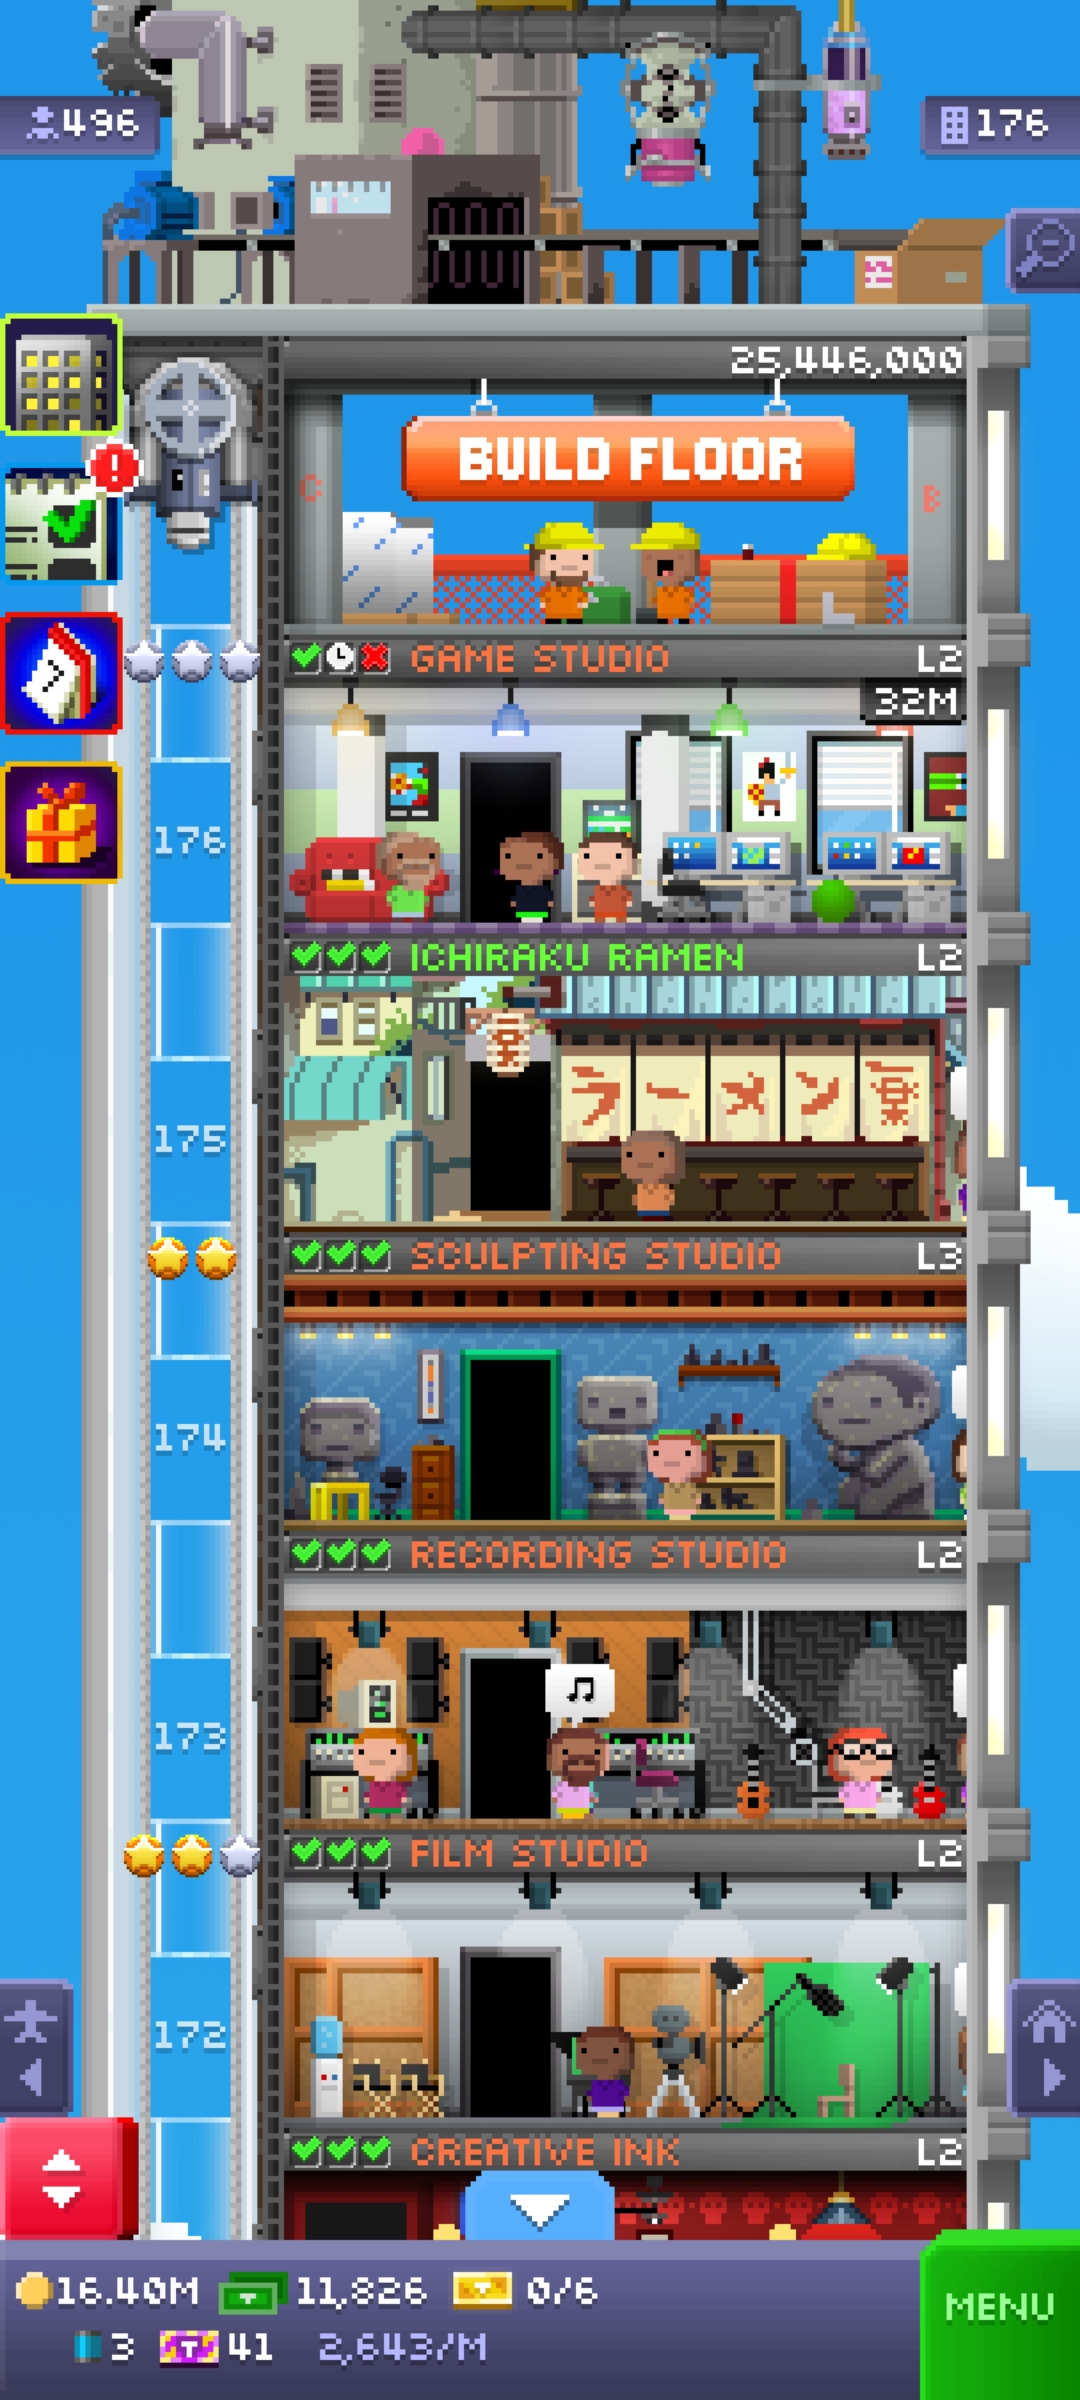 496
176
25,446,000
BUILD FLOOR
C
B
GAME STUDIO L2
32M
176
ICHIRAKU RAMEN L2
ラーメン
175
SCULPTING STUDIO L3
174
RECORDING STUDIO L2
173
FILM STUDIO L2
172
CREATIVE INK L2
16.40M 11,826 0/6
3 T 41 2,643/M
MENU